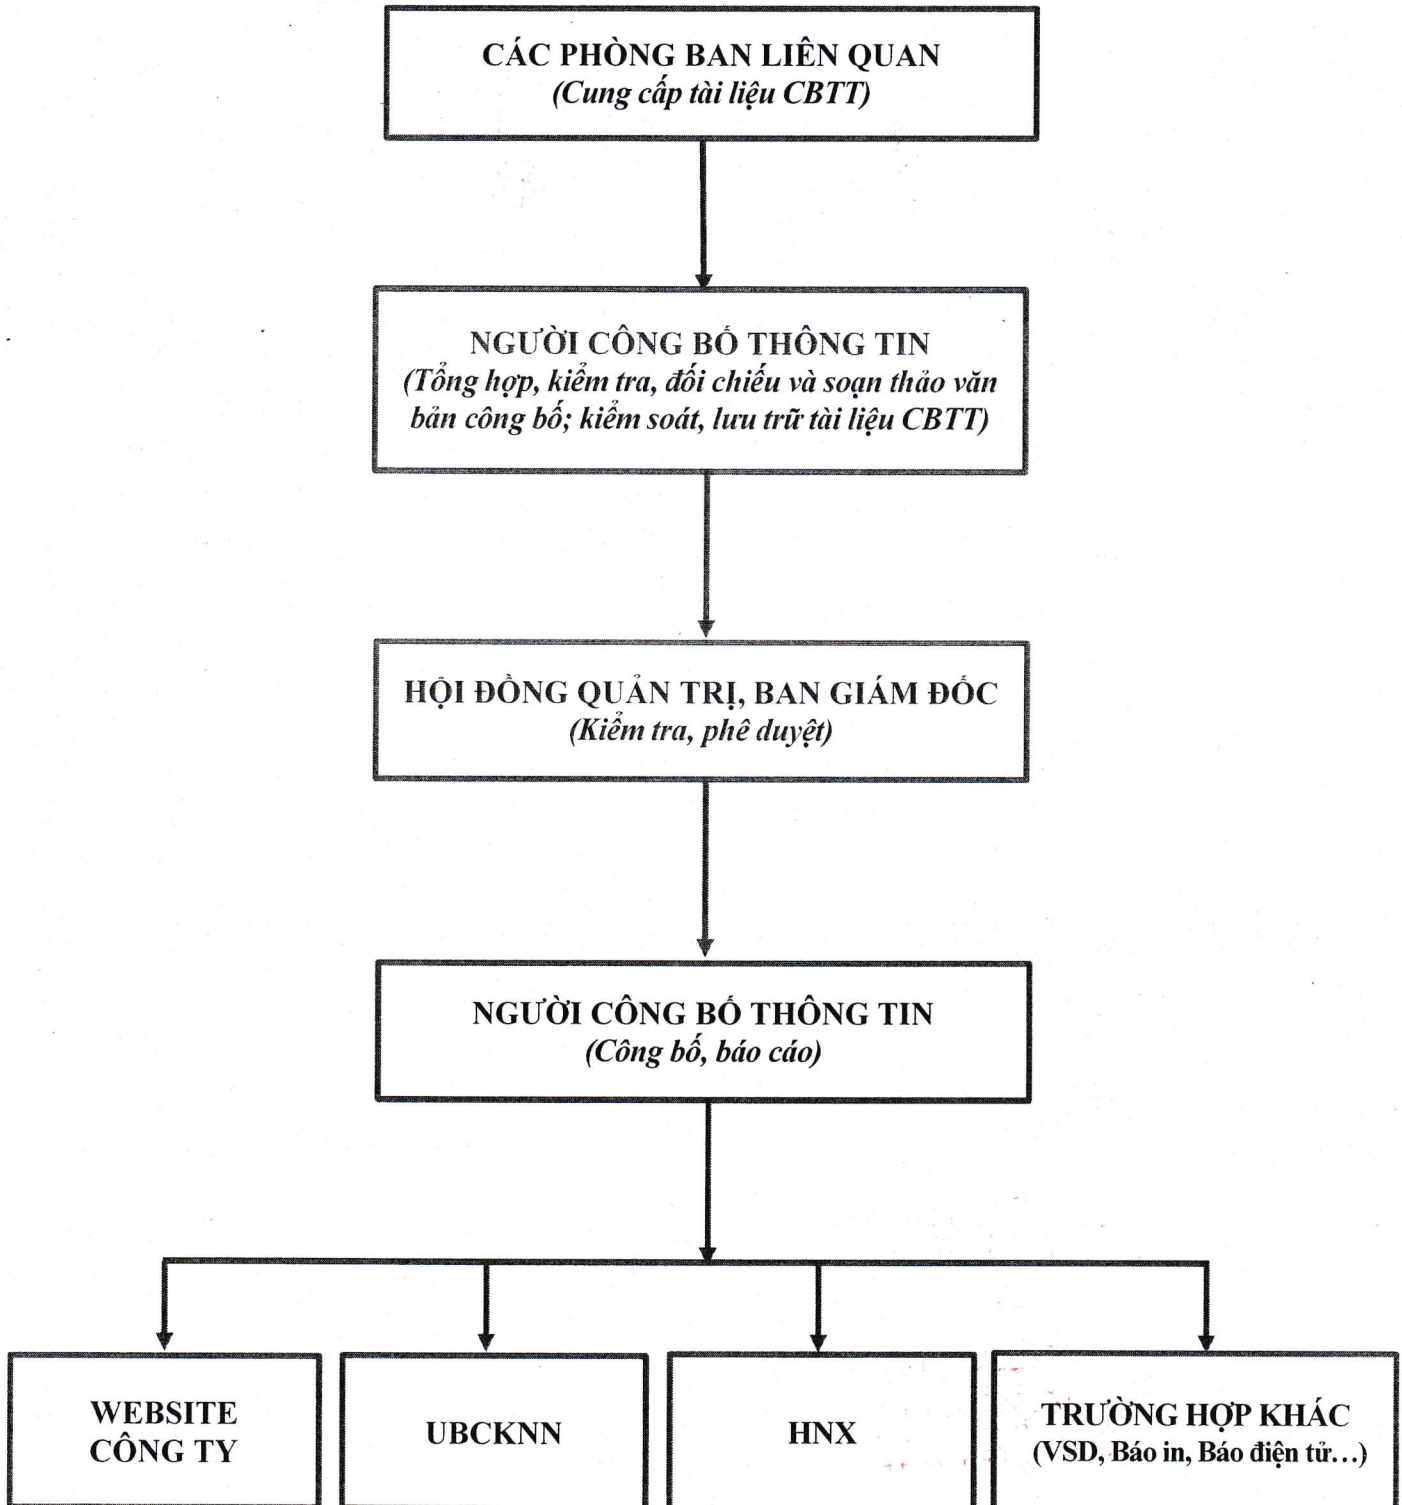 CÁC PHÒNG BAN LIÊN QUAN
(Cung cấp tài liệu CBTT)
NGƯỜI CÔNG BỐ THÔNG TIN
(Tổng hợp, kiểm tra, đối chiếu và soạn thảo văn
bản công bố; kiểm soát, lưu trữ tài liệu CBTT)
HỘI ĐỒNG QUẢN TRỊ, BAN GIÁM ĐỐC
(Kiểm tra, phê duyệt)
NGƯỜI CÔNG BỐ THÔNG TIN
(Công bố, báo cáo)
WEBSITE
CÔNG TY
UBCKNN
HNX
TRƯỜNG HỢP KHÁC
(VSD, Báo in, Báo điện tử...)